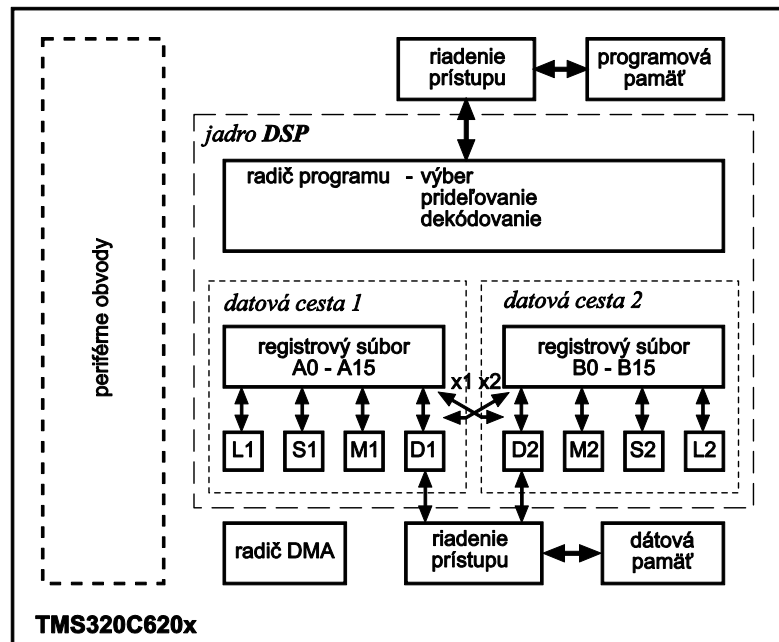 riadenie
prístupu
programová
pamäť
jadro DSP
radič programu - výber
prideľovanie
dekódovanie
periférne obvody
datová cesta 1
datová cesta 2
registrový súbor
A0 - A15
x1 x2
registrový súbor
B0 - B15
L1 S1 M1 D1 D2 M2 S2 L2
radič DMA
riadenie
prístupu
dátová
pamäť
TMS320C620x